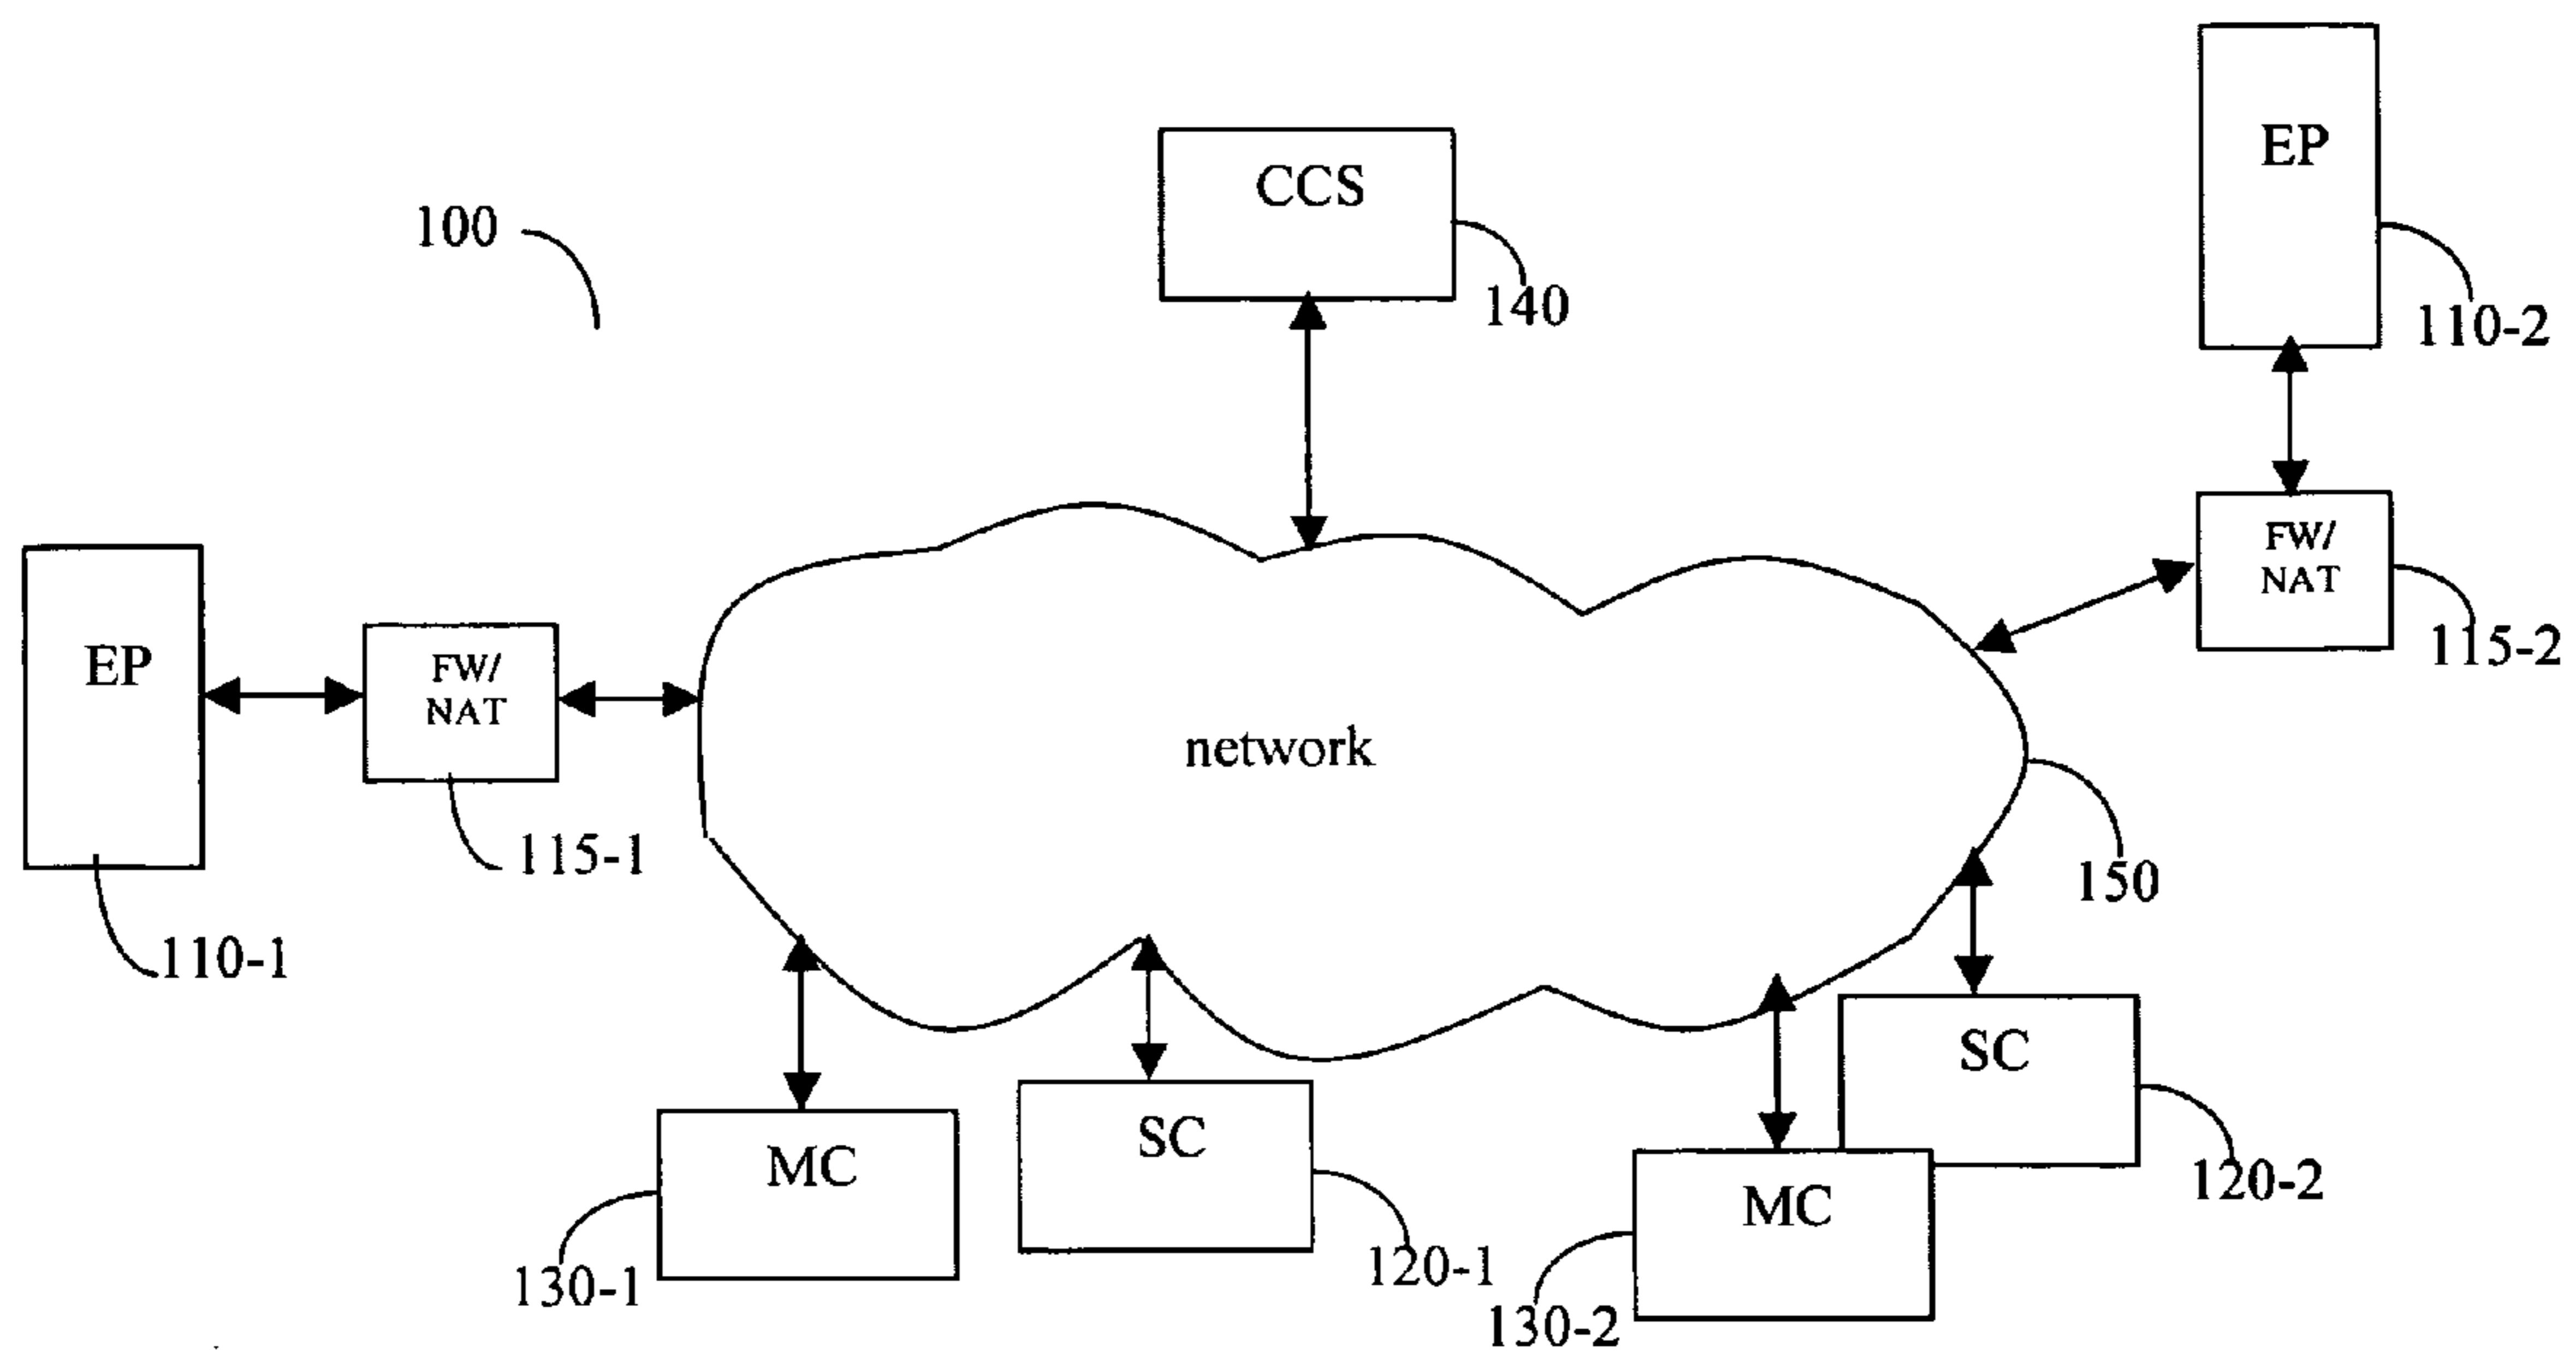 EP
CCS
100
140
110-2
FW/
NAT
115-2
EP
FW/
NAT
network
115-1
150
110-1
SC
MC
SC
120-2
MC
120-1
130-1
130-2